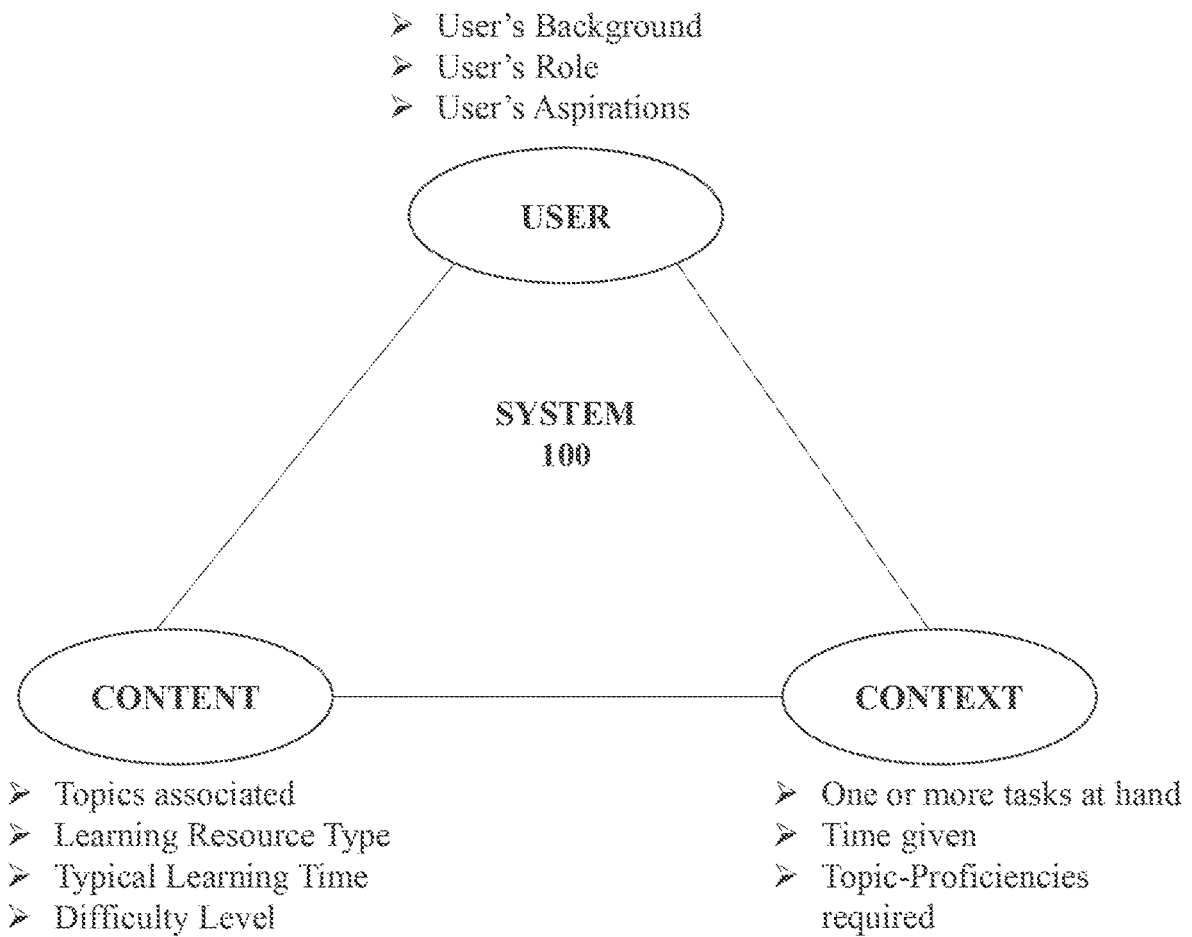 ➢ User's Background
➢ User's Role
➢ User's Aspirations
USER
SYSTEM
100
CONTENT
CONTEXT
➢ Topics associated
➢ Learning Resource Type
➢ Typical Learning Time
➢ Difficulty Level
➢ One or more tasks at hand
➢ Time given
➢ Topic-Proficiencies
required